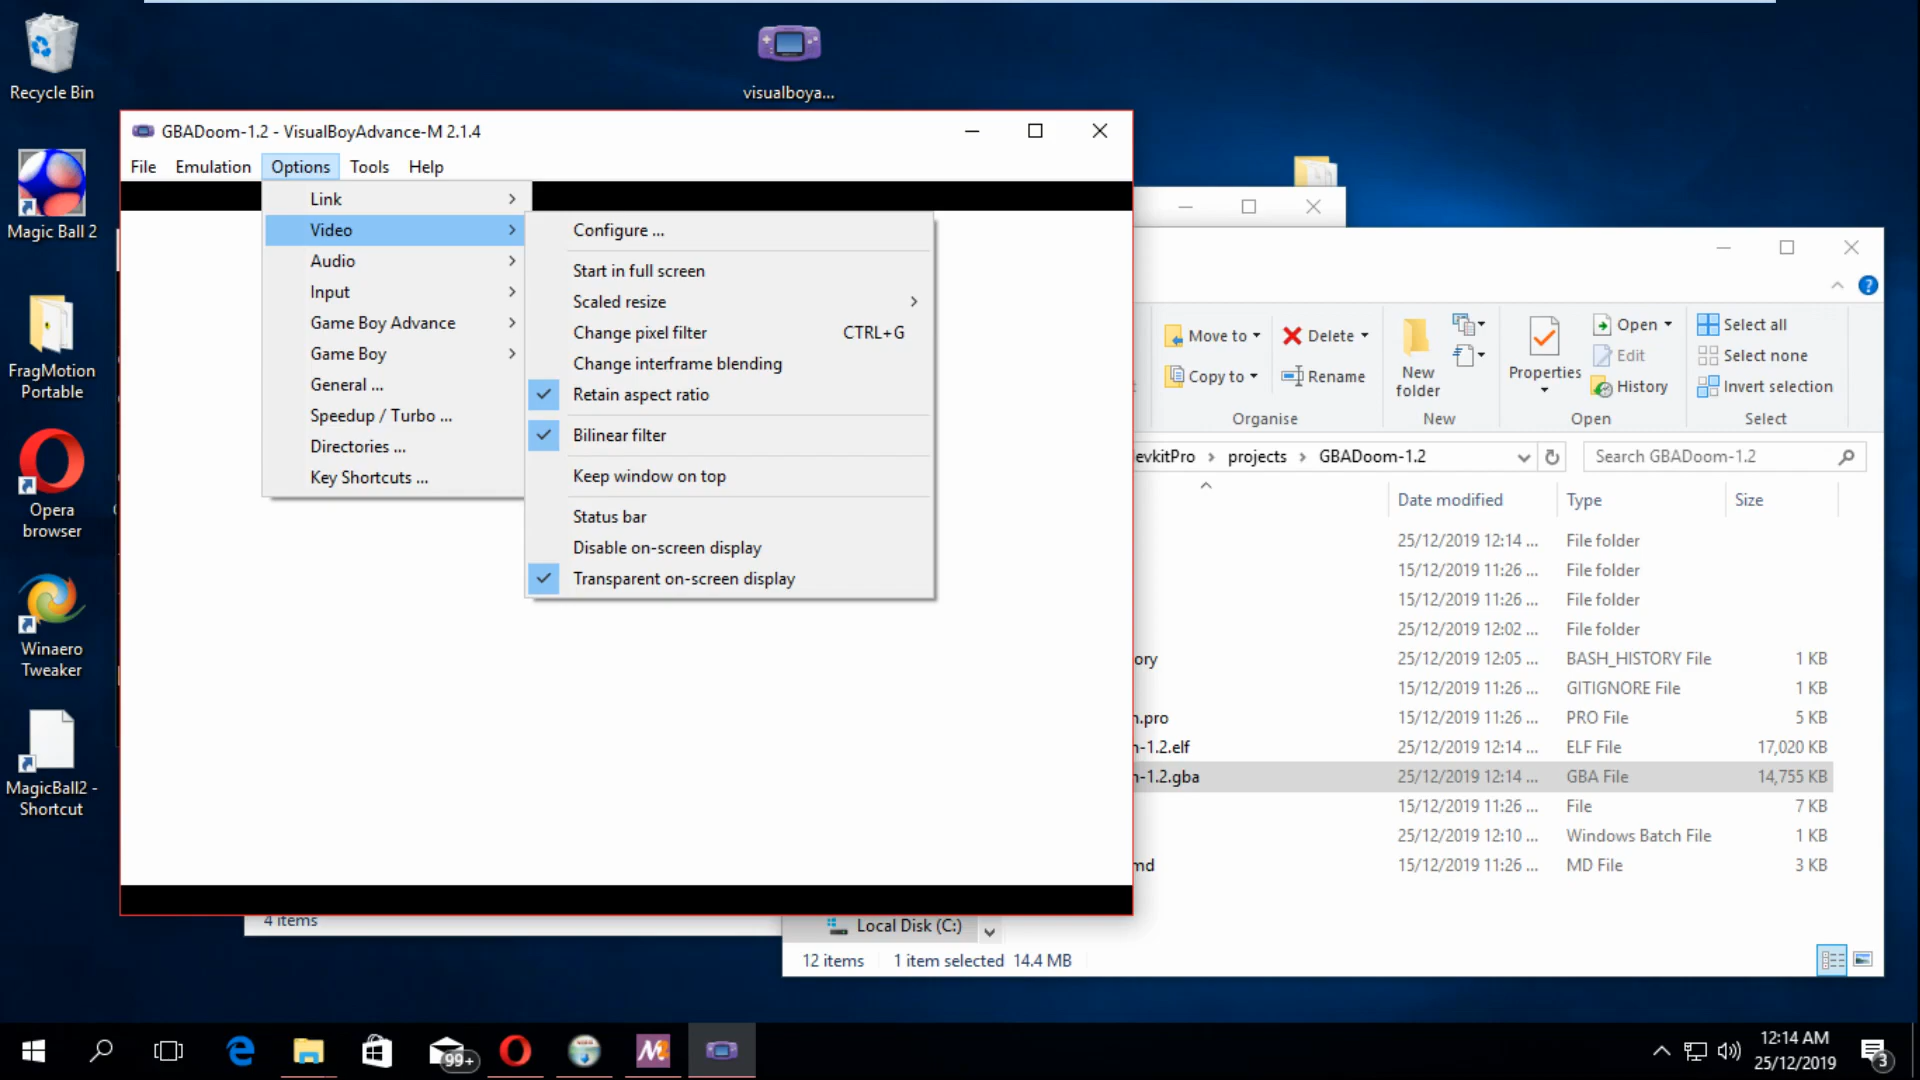 Recycle Bin
visualboya...
Magic Ball 2
FragMotion
Portable
Opera
browser
Winaero
Tweaker
MagicBall2 -
Shortcut
GBADoom-1.2 - VisualBoyAdvance-M 2.1.4
File Emulation Options Tools Help
Link
Video
Audio
Input
Game Boy Advance
Game Boy
General ...
Speedup / Turbo ...
Directories ...
Key Shortcuts ...
Configure ...
Start in full screen
Scaled resize
Change pixel filter CTRL+G
Change interframe blending
Retain aspect ratio
Bilinear filter
Keep window on top
Status bar
Disable on-screen display
Transparent on-screen display
Move to
Copy to
Delete
Rename
Organise
New
folder
New
Properties
Open
Edit
History
Open
Select all
Select none
Invert selection
Select
evkitPro > projects > GBADoom-1.2
Search GBADoom-1.2
Date modified Type Size
25/12/2019 12:14 ... File folder
15/12/2019 11:26 ... File folder
15/12/2019 11:26 ... File folder
25/12/2019 12:02 ... File folder
ory 25/12/2019 12:05 ... BASH_HISTORY File 1 KB
15/12/2019 11:26 ... GITIGNORE File 1 KB
n.pro 15/12/2019 11:26 ... PRO File 5 KB
n-1.2.elf 25/12/2019 12:14 ... ELF File 17,020 KB
n-1.2.gba 25/12/2019 12:14 ... GBA File 14,755 KB
15/12/2019 11:26 ... File 7 KB
25/12/2019 12:10 ... Windows Batch File 1 KB
md 15/12/2019 11:26 ... MD File 3 KB
4 items
Local Disk (C:)
12 items 1 item selected 14.4 MB
99+
12:14 AM
25/12/2019
3